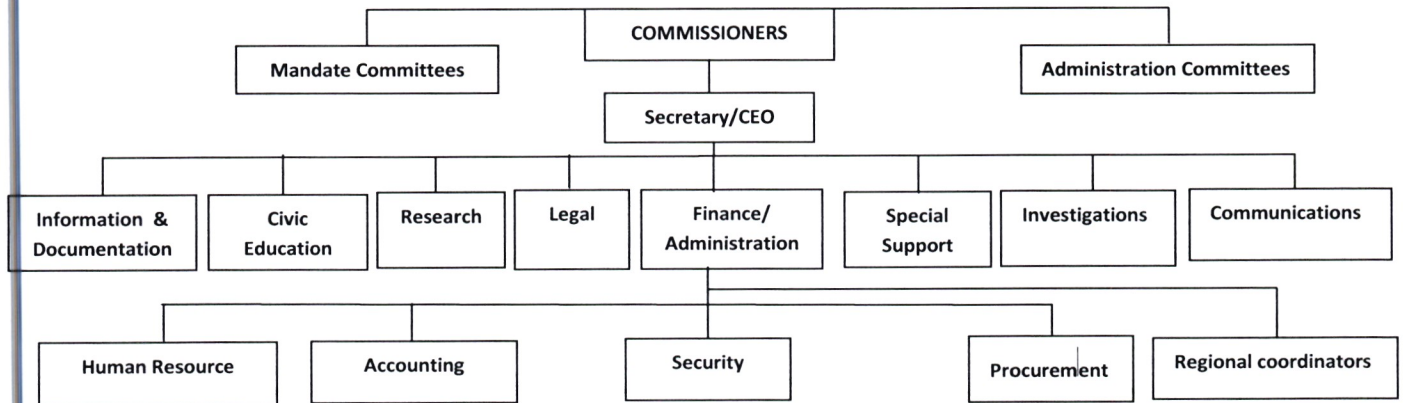 COMMISSIONERS
Mandate Committees
Administration Committees
Secretary/CEO
Information &
Documentation
Civic
Education
Research
Legal
Finance/
Administration
Special
Support
Investigations
Communications
Human Resource
Accounting
Security
Procurement
Regional coordinators